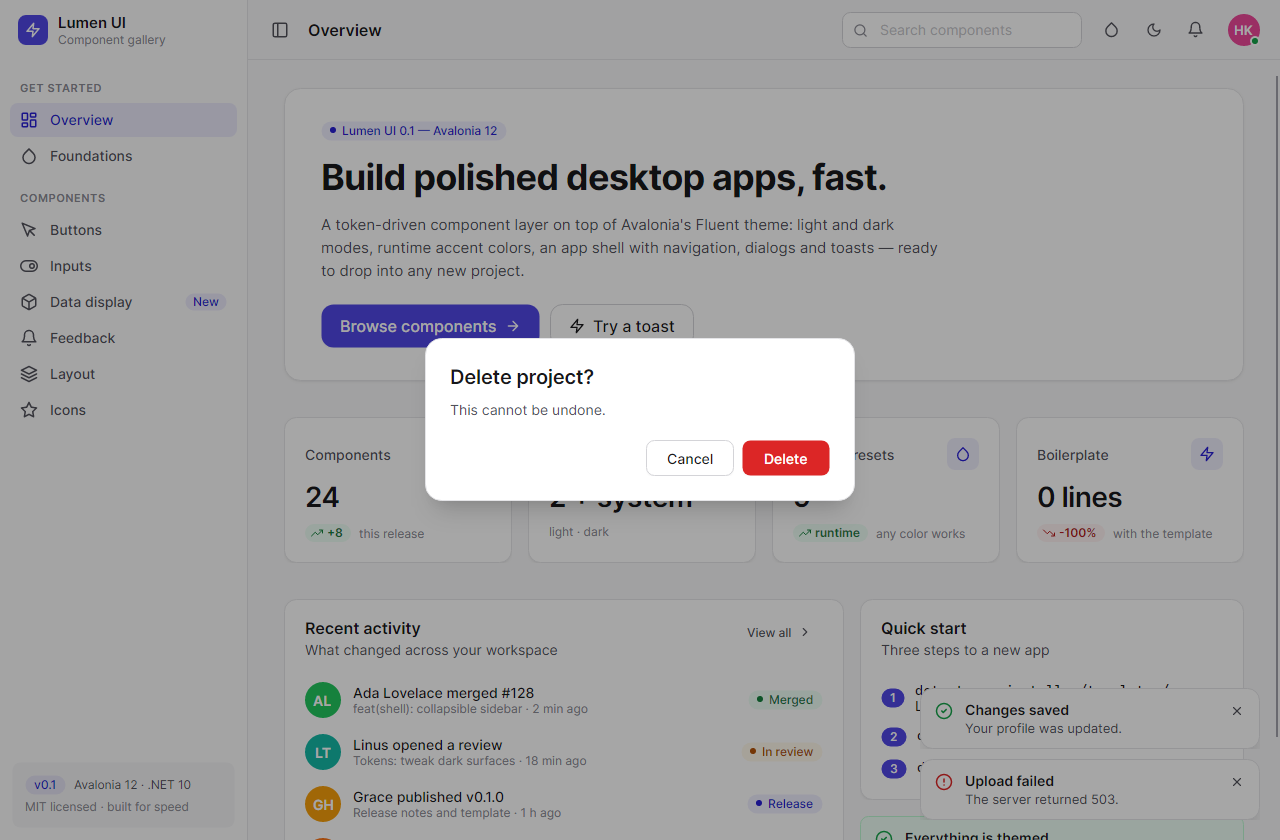 Lumen UI
Component gallery
GET STARTED
Overview
Foundations
COMPONENTS
Buttons
Inputs
Data display
New
Feedback
Layout
Icons
v0.1
Avalonia 12 · .NET 10
MIT licensed · built for speed
Overview
Search components
HK
Lumen UI 0.1 — Avalonia 12
Build polished desktop apps, fast.
A token-driven component layer on top of Avalonia's Fluent theme: light and dark
modes, runtime accent colors, an app shell with navigation, dialogs and toasts — ready
to drop into any new project.
Browse components
Try a toast
Delete project?
This cannot be undone.
Cancel
Delete
Components
24
+8
this release
light · dark
runtime
any color works
Boilerplate
0 lines
-100%
with the template
Recent activity
What changed across your workspace
View all
AL
Ada Lovelace merged #128
feat(shell): collapsible sidebar · 2 min ago
Merged
LT
Linus opened a review
Tokens: tweak dark surfaces · 18 min ago
In review
GH
Grace published v0.1.0
Release notes and template · 1 h ago
Release
Quick start
Three steps to a new app
1
2
3
Changes saved
Your profile was updated.
Upload failed
The server returned 503.
Everything is themed